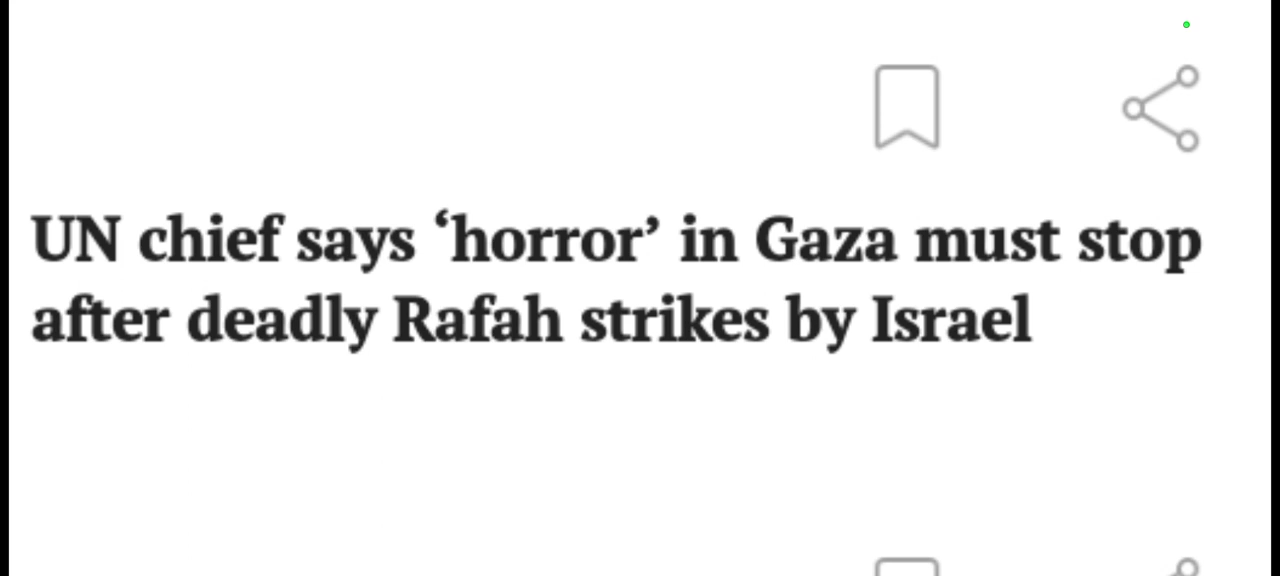 UN chief says ‘horror’ in Gaza must stop
after deadly Rafah strikes by Israel